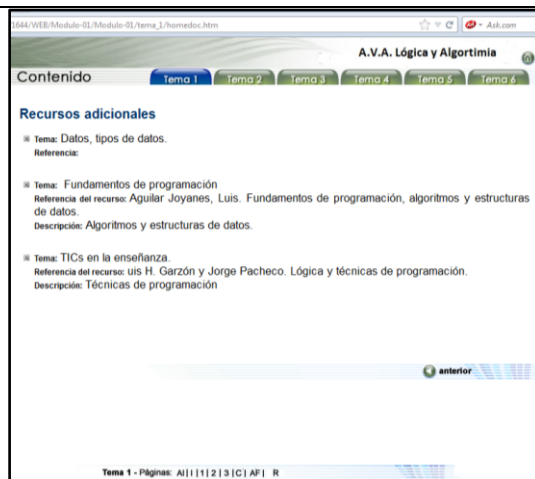 1644/WEB/Modulo-01/Modulo-01/tema_1/homedoc.htm
Ask.com
A.V.A. Lógica y Algortimia
Contenido Tema 1 Tema 2 Tema 3 Tema 4 Tema 5 Tema 6
Recursos adicionales
Tema: Datos, tipos de datos.
Referencia:
Tema: Fundamentos de programación
Referencia del recurso: Aguilar Joyanes, Luis. Fundamentos de programación, algoritmos y estructuras
de datos.
Descripción: Algoritmos y estructuras de datos.
Tema: TICs en la enseñanza.
Referencia del recurso: uis H. Garzón y Jorge Pacheco. Lógica y técnicas de programación.
Descripción: Técnicas de programación
anterior
Tema 1 - Páginas: AI | I | 1 | 2 | 3 | C | AF | R